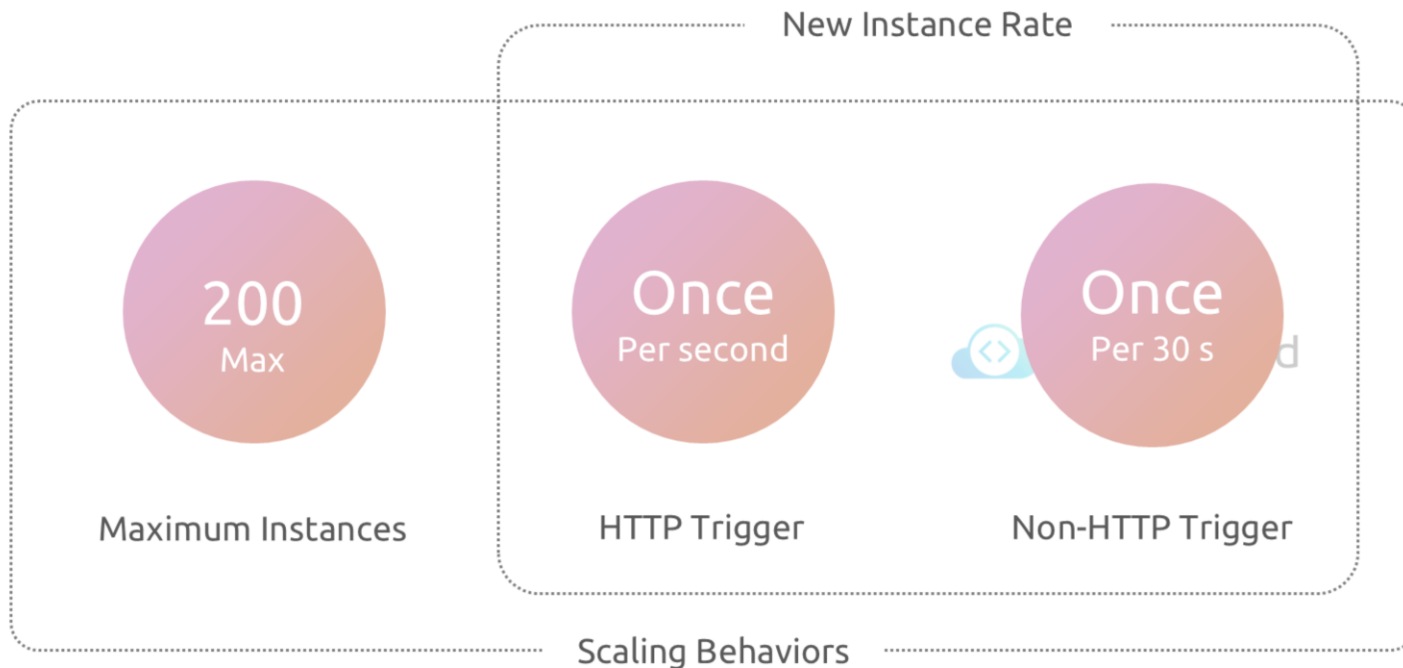 New Instance Rate
200
Max
Once
Per second
Once
Per 30 s
Maximum Instances
HTTP Trigger
Non-HTTP Trigger
Scaling Behaviors